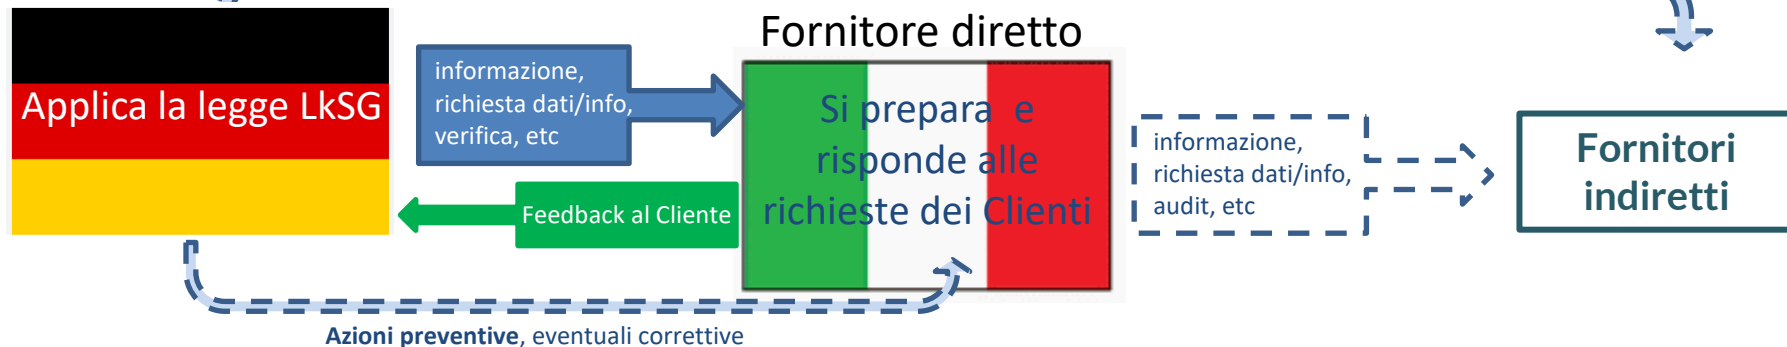 Fornitore diretto
Applica la legge LkSG
informazione,
richiesta dati/info,
verifica, etc
Feedback al Cliente
Si prepara e
risponde alle
richieste dei Clienti
informazione,
richiesta dati/info,
audit, etc
Fornitori
indiretti
Azioni preventive, eventuali correttive